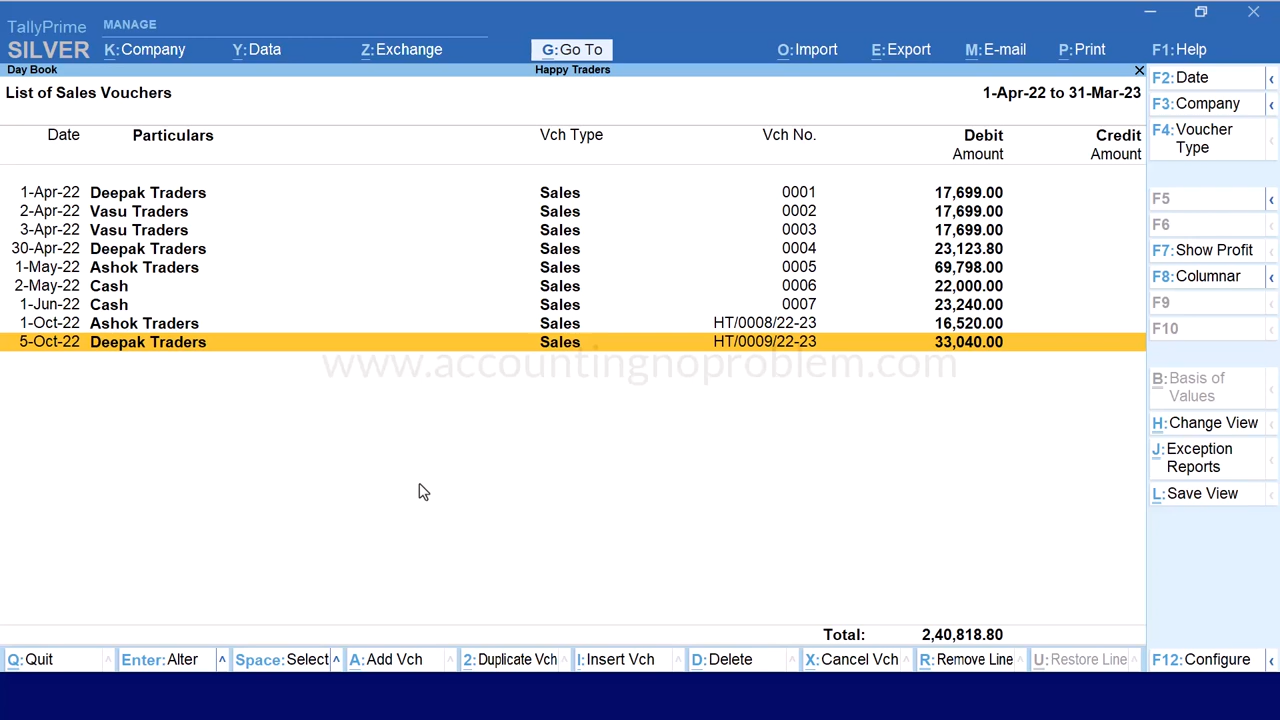 TallyPrime MANAGE
SILVER K:Company Y:Data Z:Exchange G:Go To O:Import E:Export M:E-mail P:Print F1:Help
Day Book Happy Traders
List of Sales Vouchers 1-Apr-22 to 31-Mar-23
Date Particulars Vch Type Vch No. Debit Credit
Amount Amount
1-Apr-22 Deepak Traders Sales 0001 17,699.00
2-Apr-22 Vasu Traders Sales 0002 17,699.00
3-Apr-22 Vasu Traders Sales 0003 17,699.00
30-Apr-22 Deepak Traders Sales 0004 23,123.80
1-May-22 Ashok Traders Sales 0005 69,798.00
2-May-22 Cash Sales 0006 22,000.00
1-Jun-22 Cash Sales 0007 23,240.00
1-Oct-22 Ashok Traders Sales HT/0008/22-23 16,520.00
5-Oct-22 Deepak Traders Sales HT/0009/22-23 33,040.00
www.accountingnoproblem.com
Total: 2,40,818.80
Q:Quit Enter:Alter Space:Select A:Add Vch 2:Duplicate Vch I:Insert Vch D:Delete X:Cancel Vch R:Remove Line U:Restore Line F12:Configure
F2:Date
F3:Company
F4:Voucher
Type
F5
F6
F7:Show Profit
F8:Columnar
F9
F10
B:Basis of
Values
H:Change View
J:Exception
Reports
L:Save View